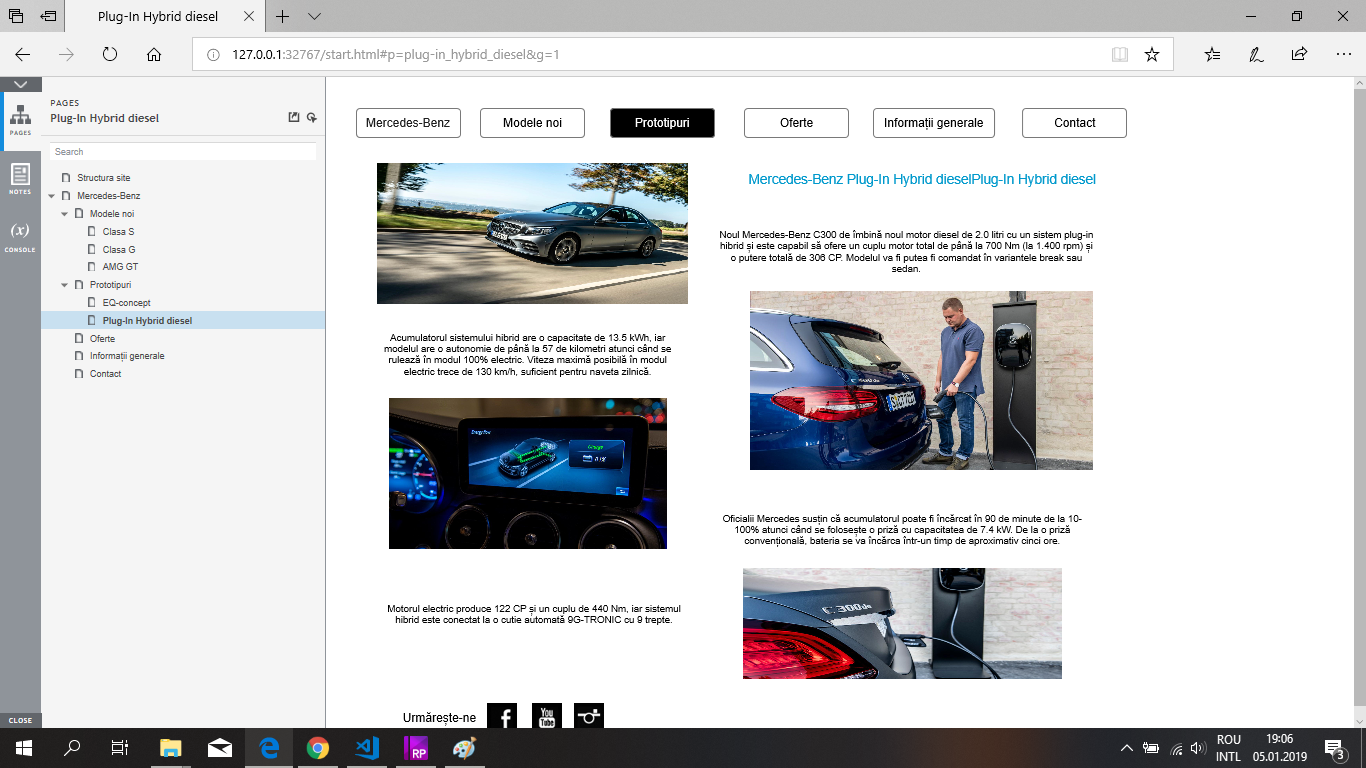 Plug-In Hybrid diesel
127.0.0.1:32767/start.html#p=plug-in_hybrid_diesel&g=1
PAGES
NOTES
(x)
CONSOLE
CLOSE
PAGES
Plug-In Hybrid diesel
Search
Structura site
Mercedes-Benz
Modele noi
Clasa S
Clasa G
AMG GT
Prototipuri
EQ-concept
Plug-In Hybrid diesel
Oferte
Informații generale
Contact
Mercedes-Benz
Modele noi
Prototipuri
Oferte
Informații generale
Contact
Mercedes-Benz Plug-In Hybrid dieselPlug-In Hybrid diesel
Noul Mercedes-Benz C300 de îmbină noul motor diesel de 2.0 litri cu un sistem plug-in
hibrid și este capabil să ofere un cuplu motor total de până la 700 Nm (la 1.400 rpm) și
o putere totală de 306 CP. Modelul va fi putea fi comandat în variantele break sau
sedan.
Acumulatorul sistemului hibrid are o capacitate de 13.5 kWh, iar
modelul are o autonomie de până la 57 de kilometri atunci când se
rulează în modul 100% electric. Viteza maximă posibilă în modul
electric trece de 130 km/h, suficient pentru naveta zilnică.
Energy Flow
Oficialii Mercedes susțin că acumulatorul poate fi încărcat în 90 de minute de la 10-
100% atunci când se folosește o priză cu capacitatea de 7.4 kW. De la o priză
convențională, bateria se va încărca într-un timp de aproximativ cinci ore.
C 300de
Motorul electric produce 122 CP și un cuplu de 440 Nm, iar sistemul
hibrid este conectat la o cutie automată 9G-TRONIC cu 9 trepte.
Urmărește-ne
You
Tube
RP
ROU
INTL
19:06
05.01.2019
3